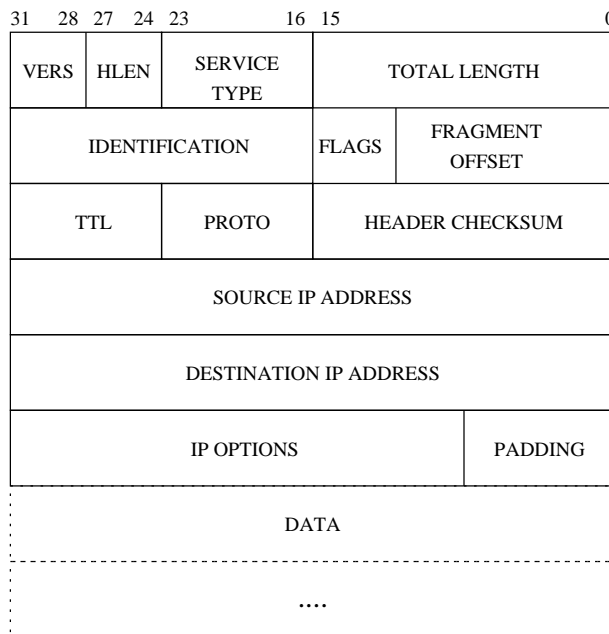 31 28 27 24 23 16 15 0
VERS HLEN SERVICE TYPE TOTAL LENGTH
IDENTIFICATION FLAGS FRAGMENT OFFSET
TTL PROTO HEADER CHECKSUM
SOURCE IP ADDRESS
DESTINATION IP ADDRESS
IP OPTIONS PADDING
DATA
....